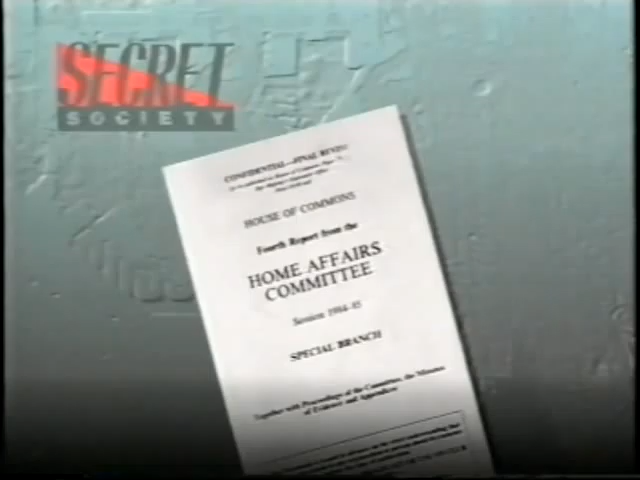 SECRET
SOCIETY
CONFIDENTIAL—FINAL REVISE
HOUSE OF COMMONS
Fourth Report from the
HOME AFFAIRS
COMMITTEE
Session 1984–85
SPECIAL BRANCH
Together with Proceedings of the Committee, the Minutes
of Evidence and Appendices